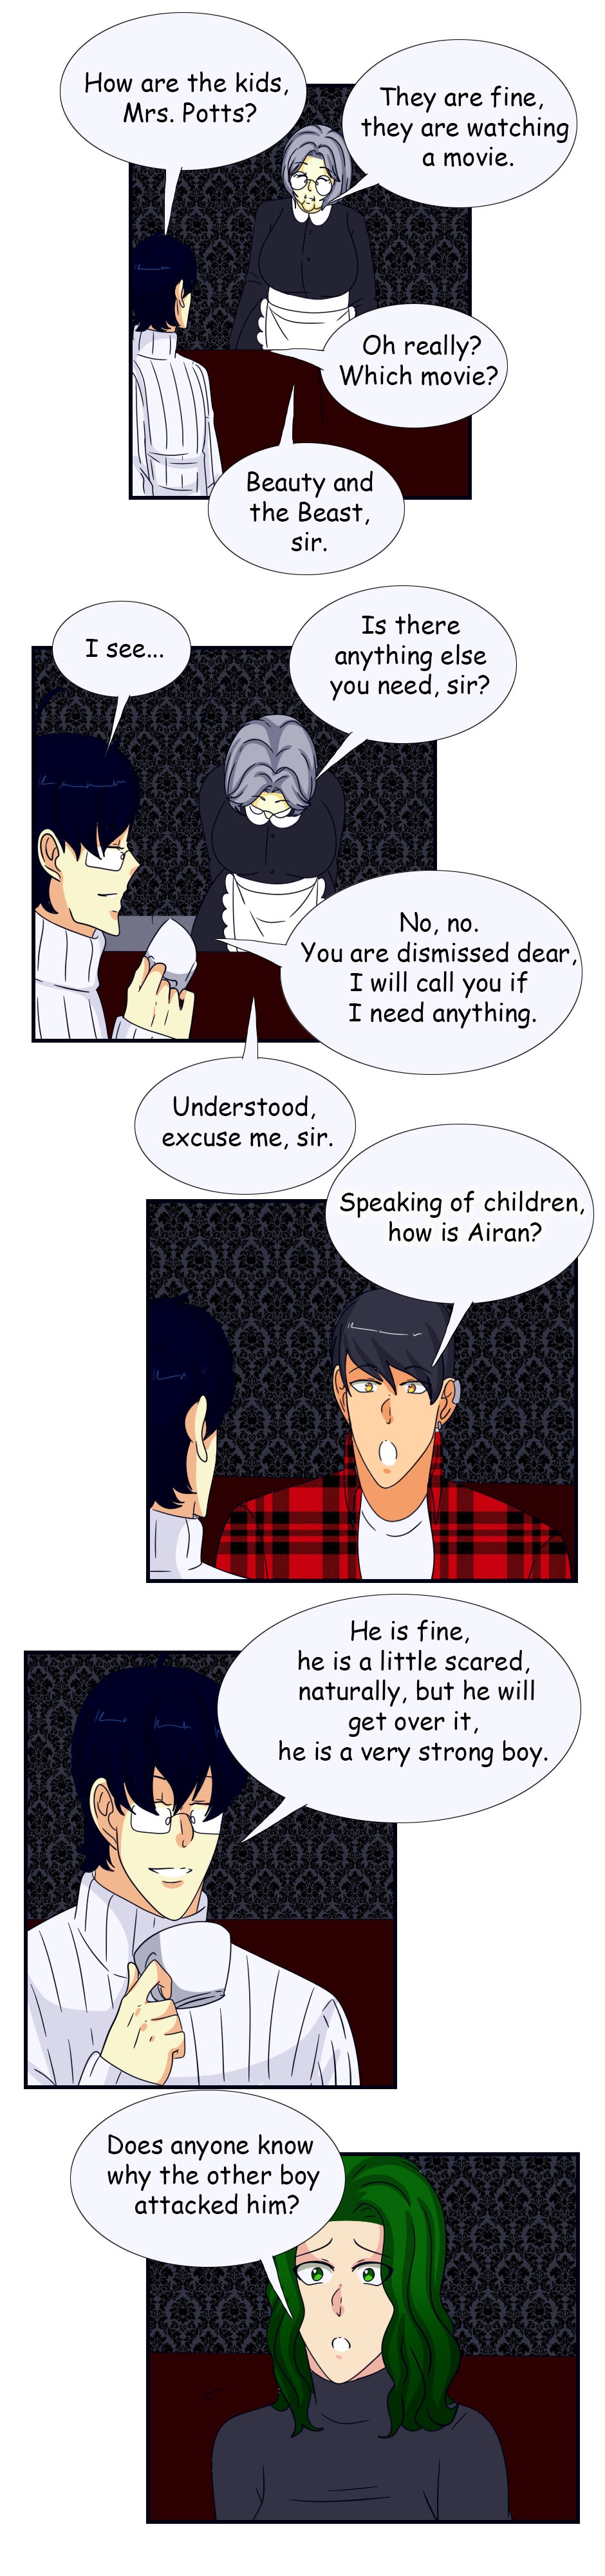 How are the kids,
Mrs. Potts?
They are fine,
they are watching
a movie.
Oh really?
Which movie?
Beauty and
the Beast,
sir.
I see...
Is there
anything else
you need, sir?
No, no.
You are dismissed dear,
I will call you if
I need anything.
Understood,
excuse me, sir.
Speaking of children,
how is Airan?
He is fine,
he is a little scared,
naturally, but he will
get over it,
he is a very strong boy.
Does anyone know
why the other boy
attacked him?